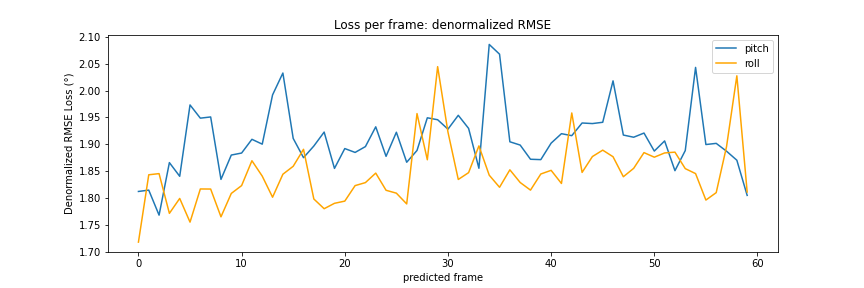 Loss per frame: denormalized RMSE
Denormalized RMSE Loss (°)
2.10
2.05
2.00
1.95
1.90
1.85
1.80
1.75
1.70
pitch
roll
0 10 20 30 40 50 60
predicted frame